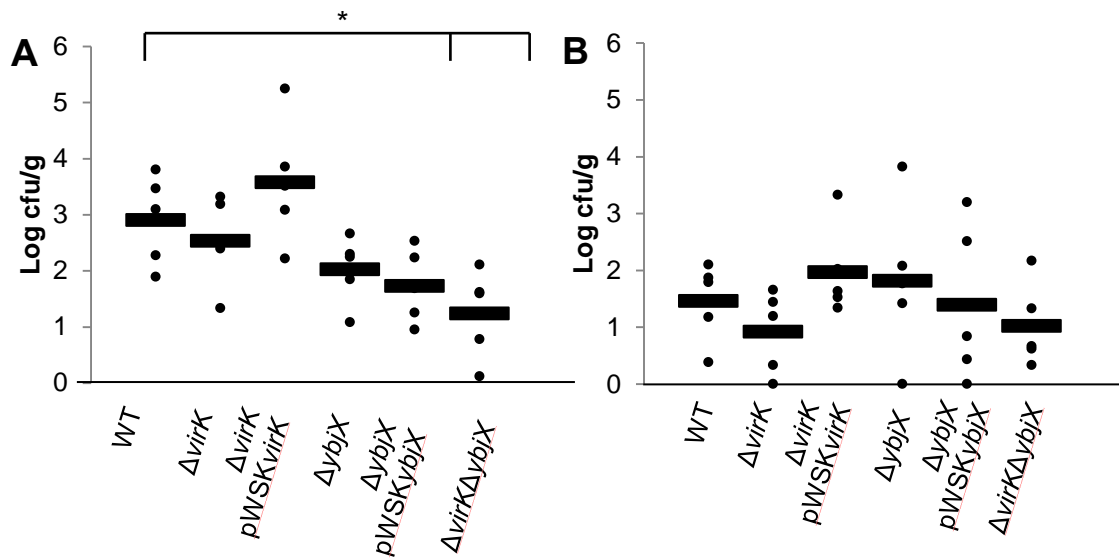 *
A
6
5
4
3
2
1
0
Log cfu/g
WT
ΔvirK
ΔvirK
pWSKvirK
ΔybjX
ΔybjX
pWSKybjX
ΔvirKΔybjX
B
6
5
4
3
2
1
0
Log cfu/g
WT
ΔvirK
ΔvirK
pWSKvirK
ΔybjX
ΔybjX
pWSKybjX
ΔvirKΔybjX